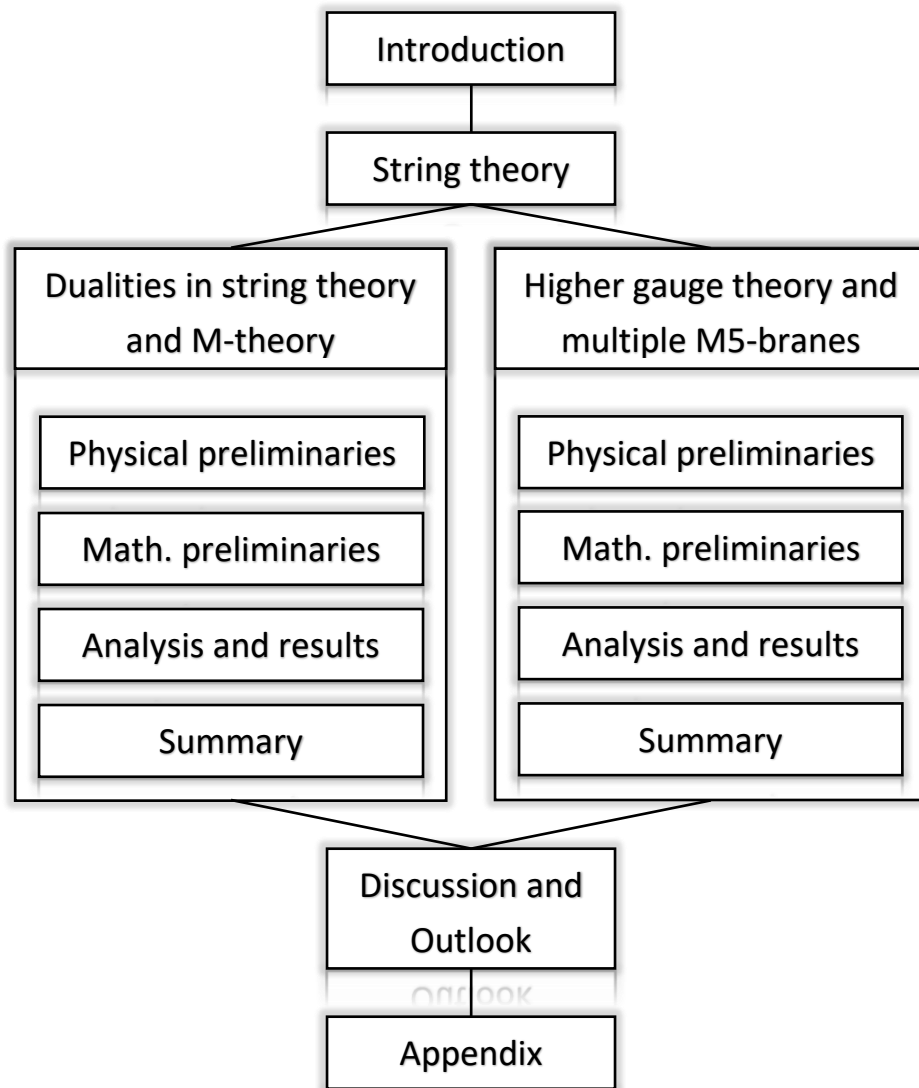 Introduction
String theory
Dualities in string theory
and M-theory
Physical preliminaries
Math. preliminaries
Analysis and results
Summary
Higher gauge theory and
multiple M5-branes
Physical preliminaries
Math. preliminaries
Analysis and results
Summary
Discussion and
Outlook
Appendix